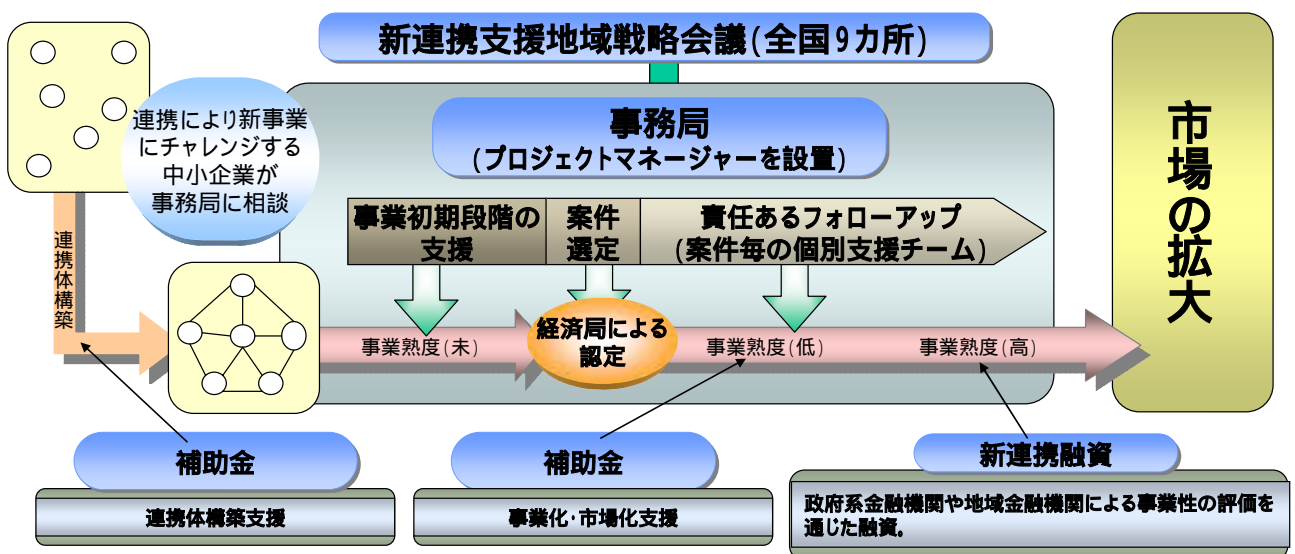 新連携支援地域戦略会議(全国9カ所)
連携により新事業
にチャレンジする
中小企業が
事務局に相談
事務局
(プロジェクトマネージャーを設置)
市場の拡大
事業初期段階の
支援
案件
選定
責任あるフォローアップ
(案件毎の個別支援チーム)
連携体構築
事業熟度(未)
経済局による
認定
事業熟度(低)
事業熟度(高)
補助金
連携体構築支援
補助金
事業化・市場化支援
新連携融資
政府系金融機関や地域金融機関による事業性の評価を
通じた融資。